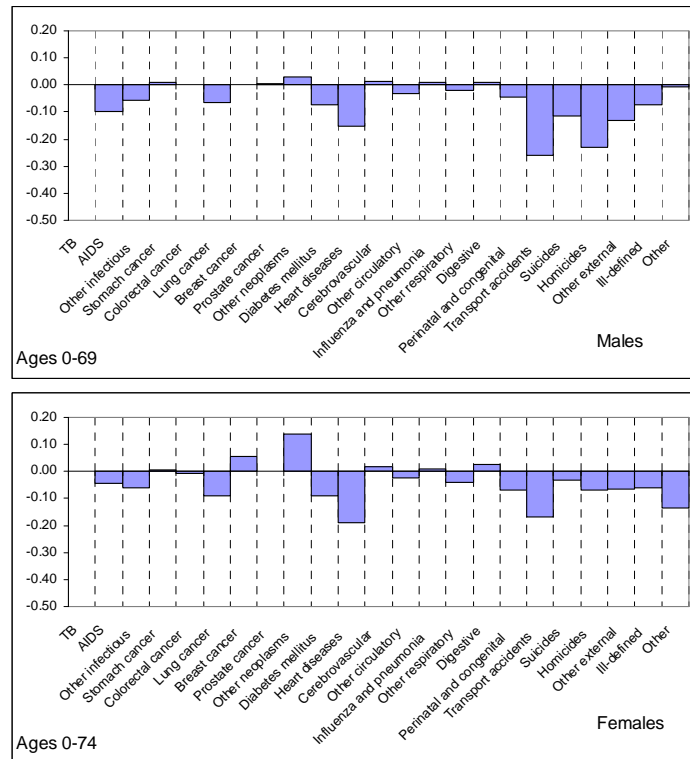 0.20
0.10
0.00
-0.10
-0.20
-0.30
-0.40
-0.50
TB
AIDS
Other infectious
Stomach cancer
Colorectal cancer
Lung cancer
Breast cancer
Prostate cancer
Other neoplasms
Diabetes mellitus
Heart diseases
Cerebrovascular
Other circulatory
Influenza and pneumonia
Other respiratory
Digestive
Perinatal and congenital
Transport accidents
Suicides
Homicides
Other external
Ill-defined
Other
Males
Ages 0-69
0.20
0.10
0.00
-0.10
-0.20
-0.30
-0.40
-0.50
TB
AIDS
Other infectious
Stomach cancer
Colorectal cancer
Lung cancer
Breast cancer
Prostate cancer
Other neoplasms
Diabetes mellitus
Heart diseases
Cerebrovascular
Other circulatory
Influenza and pneumonia
Other respiratory
Digestive
Perinatal and congenital
Transport accidents
Suicides
Homicides
Other external
Ill-defined
Other
Females
Ages 0-74